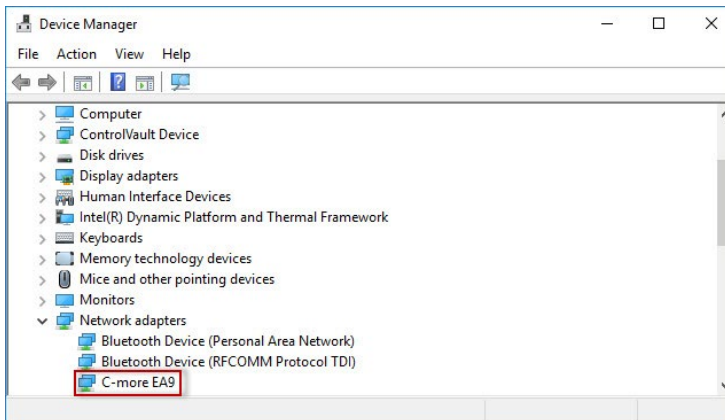 Device Manager
File Action View Help
Computer
ControlVault Device
Disk drives
Display adapters
Human Interface Devices
Intel(R) Dynamic Platform and Thermal Framework
Keyboards
Memory technology devices
Mice and other pointing devices
Monitors
Network adapters
Bluetooth Device (Personal Area Network)
Bluetooth Device (RFCOMM Protocol TDI)
C-more EA9